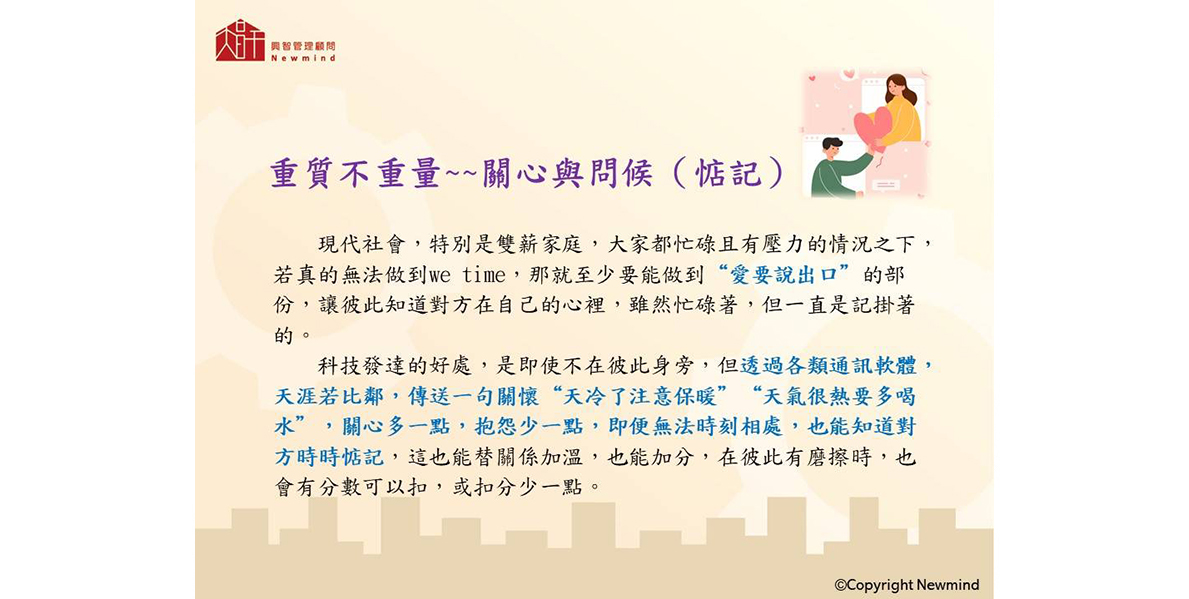 興智管理顧問
Newmind
重質不重量~~關心與問候（惦記）
現代社會，特別是雙薪家庭，大家都忙碌且有壓力的情況之下，
若真的無法做到we time，那就至少要能做到“愛要說出口”的部
份，讓彼此知道對方在自己的心裡，雖然忙碌著，但一直是記掛著
的。
科技發達的好處，是即使不在彼此身旁，但透過各類通訊軟體，
天涯若比鄰，傳送一句關懷“天冷了注意保暖”“天氣很熱要多喝
水”，關心多一點，抱怨少一點，即便無法時刻相處，也能知道對
方時時惦記，這也能替關係加溫，也能加分，在彼此有磨擦時，也
會有分數可以扣，或扣分少一點。
©Copyright Newmind